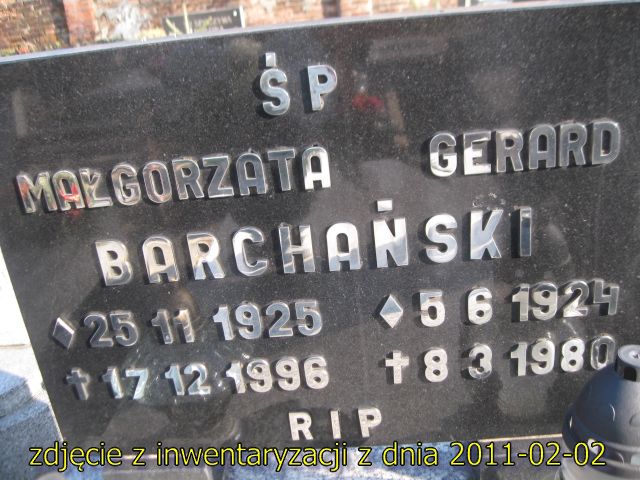 ŚP
MAŁGORZATA GERARD
BARCHAŃSKI
25 11 1925 5 6 1924
17 12 1996 8 3 1980
RIP
zdjęcie z inwentaryzacji z dnia 2011-02-02